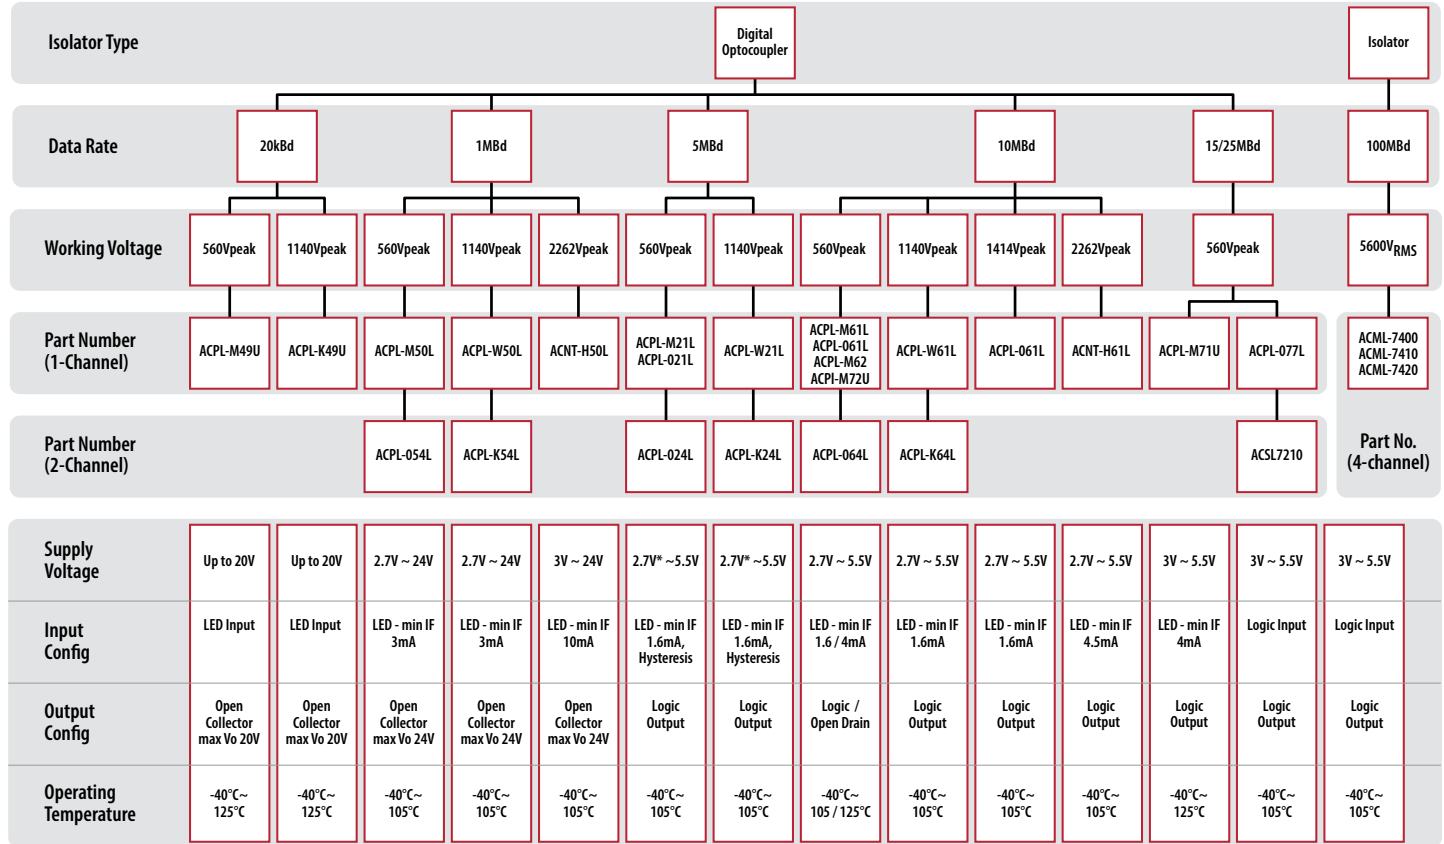 Isolator Type
Digital
Optocoupler
Isolator
Data Rate
20kBd
1MBd
5MBd
10MBd
15/25MBd
100MBd
Working Voltage
560Vpeak
1140Vpeak
560Vpeak
1140Vpeak
2262Vpeak
560Vpeak
1140Vpeak
560Vpeak
1140Vpeak
1414Vpeak
2262Vpeak
560Vpeak
5600VRMS
Part Number
(1-Channel)
ACPL-M49U
ACPL-K49U
ACPL-M50L
ACPL-W50L
ACNT-H50L
ACPL-M21L
ACPL-021L
ACPL-W21L
ACPL-M61L
ACPL-061L
ACPL-M62
ACPI-M72U
ACPL-W61L
ACPL-061L
ACNT-H61L
ACPL-M71U
ACPL-077L
ACML-7400
ACML-7410
ACML-7420
Part Number
(2-Channel)
ACPL-054L
ACPL-K54L
ACPL-024L
ACPL-K24L
ACPL-064L
ACPL-K64L
ACSL7210
Part No.
(4-channel)
Supply
Voltage
Up to 20V
Up to 20V
2.7V ~ 24V
2.7V ~ 24V
3V ~ 24V
2.7V* ~5.5V
2.7V* ~5.5V
2.7V ~ 5.5V
2.7V ~ 5.5V
2.7V ~ 5.5V
2.7V ~ 5.5V
3V ~ 5.5V
3V ~ 5.5V
3V ~ 5.5V
Input
Config
LED Input
LED Input
LED - min IF
3mA
LED - min IF
3mA
LED - min IF
10mA
LED - min IF
1.6mA,
Hysteresis
LED - min IF
1.6mA,
Hysteresis
LED - min IF
1.6 / 4mA
LED - min IF
1.6mA
LED - min IF
1.6mA
LED - min IF
4.5mA
LED - min IF
4mA
Logic Input
Logic Input
Output
Config
Open
Collector
max Vo 20V
Open
Collector
max Vo 20V
Open
Collector
max Vo 24V
Open
Collector
max Vo 24V
Open
Collector
max Vo 24V
Logic
Output
Logic
Output
Logic /
Open Drain
Logic
Output
Logic
Output
Logic
Output
Logic
Output
Logic
Output
Logic
Output
Operating
Temperature
-40°C~
125°C
-40°C~
125°C
-40°C~
105°C
-40°C~
105°C
-40°C~
105°C
-40°C~
105°C
-40°C~
105°C
-40°C~
105 / 125°C
-40°C~
105°C
-40°C~
105°C
-40°C~
105°C
-40°C~
125°C
-40°C~
105°C
-40°C~
105°C